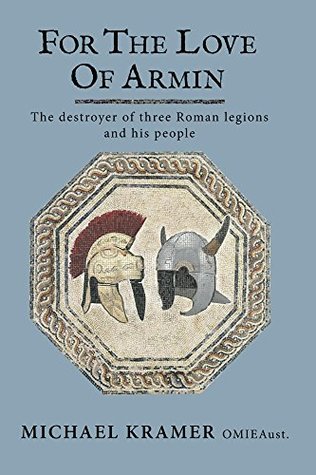 FOR THE LOVE
OF ARMIN
The destroyer of three Roman legions
and his people
MICHAEL KRAMER OMIEAust.